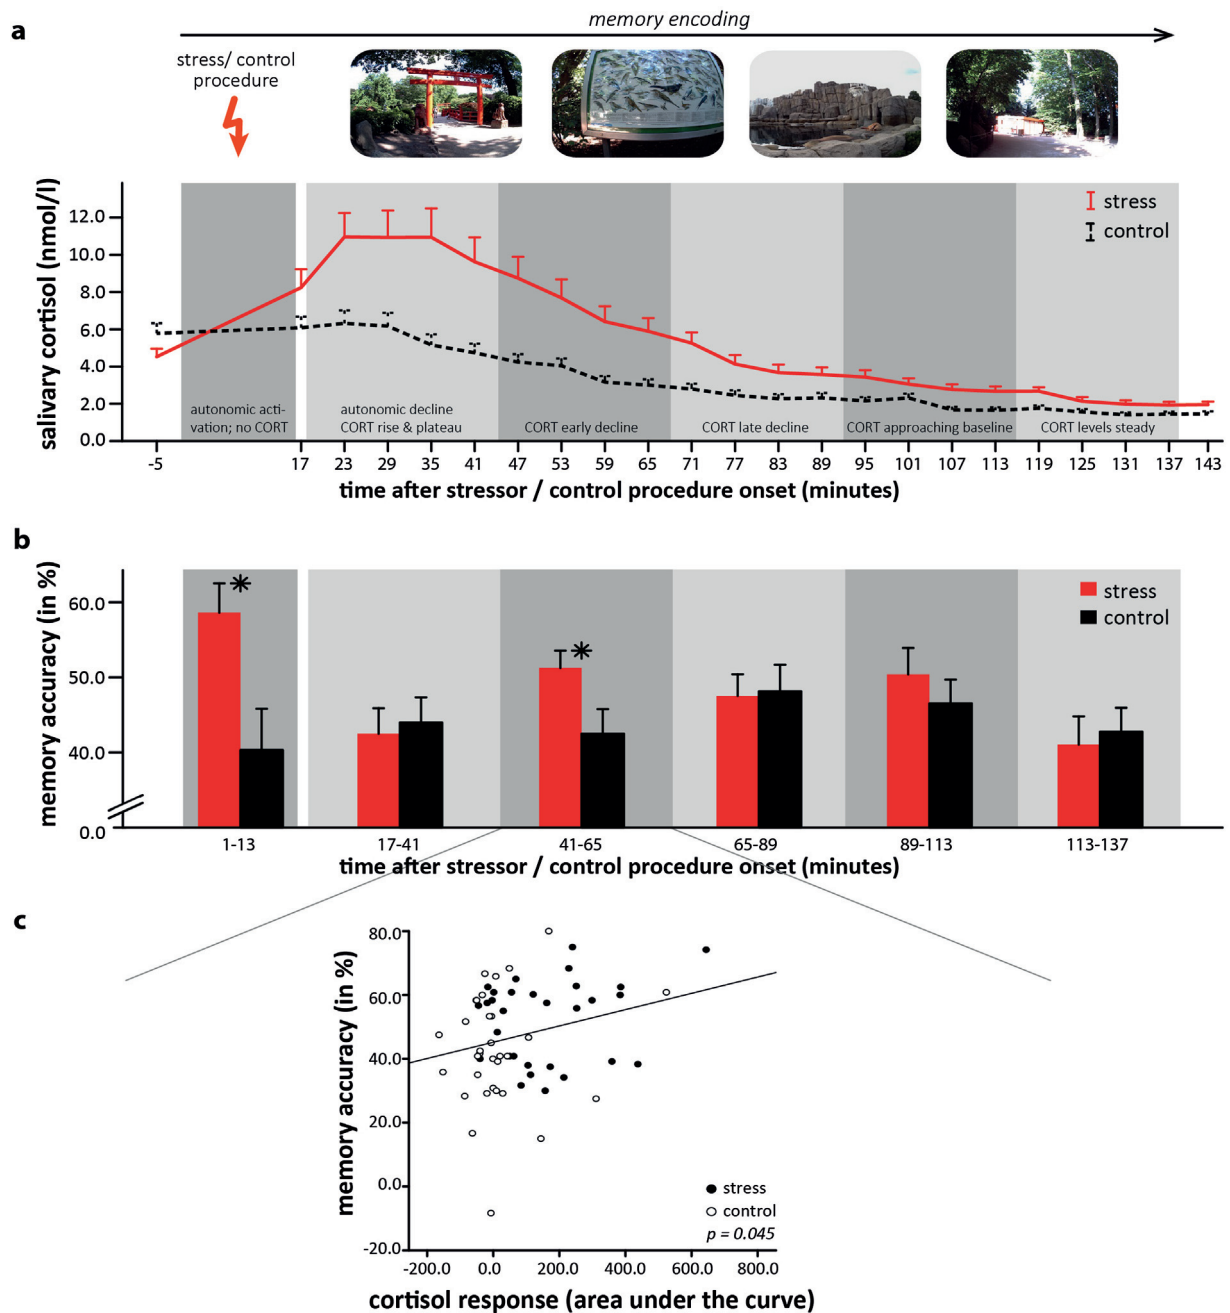 a
memory encoding
stress/ control
procedure
salivary cortisol (nmol/l)
12.0
10.0
8.0
6.0
4.0
2.0
0.0
stress
control
autonomic acti-
vation; no CORT
autonomic decline
CORT rise & plateau
CORT early decline
CORT late decline
CORT approaching baseline
CORT levels steady
-5 17 23 29 35 41 47 53 59 65 71 77 83 89 95 101 107 113 119 125 131 137 143
time after stressor / control procedure onset (minutes)
b
memory accuracy (in %)
60.0
50.0
40.0
0.0
*
*
stress
control
1-13 17-41 41-65 65-89 89-113 113-137
time after stressor / control procedure onset (minutes)
c
memory accuracy (in %)
80.0
60.0
40.0
20.0
0.0
-20.0
stress
control
p = 0.045
-200.0 0.0 200.0 400.0 600.0 800.0
cortisol response (area under the curve)